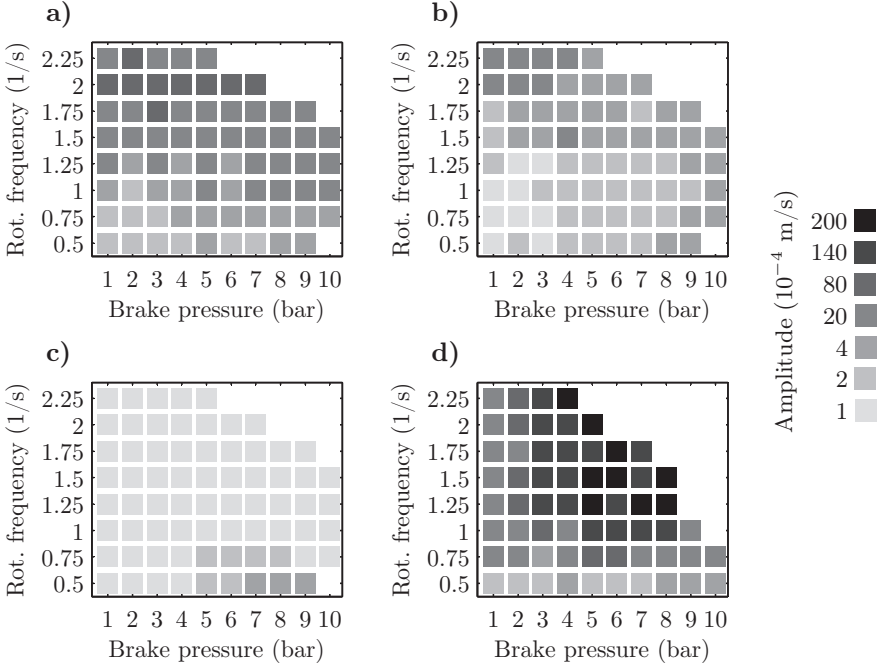 a)
Rot. frequency (1/s)
2.25
2
1.75
1.5
1.25
1
0.75
0.5
1 2 3 4 5 6 7 8 9 10
Brake pressure (bar)
b)
Rot. frequency (1/s)
2.25
2
1.75
1.5
1.25
1
0.75
0.5
1 2 3 4 5 6 7 8 9 10
Brake pressure (bar)
c)
Rot. frequency (1/s)
2.25
2
1.75
1.5
1.25
1
0.75
0.5
1 2 3 4 5 6 7 8 9 10
Brake pressure (bar)
d)
Rot. frequency (1/s)
2.25
2
1.75
1.5
1.25
1
0.75
0.5
1 2 3 4 5 6 7 8 9 10
Brake pressure (bar)
Amplitude (10⁻⁴ m/s)
200
140
80
20
4
2
1